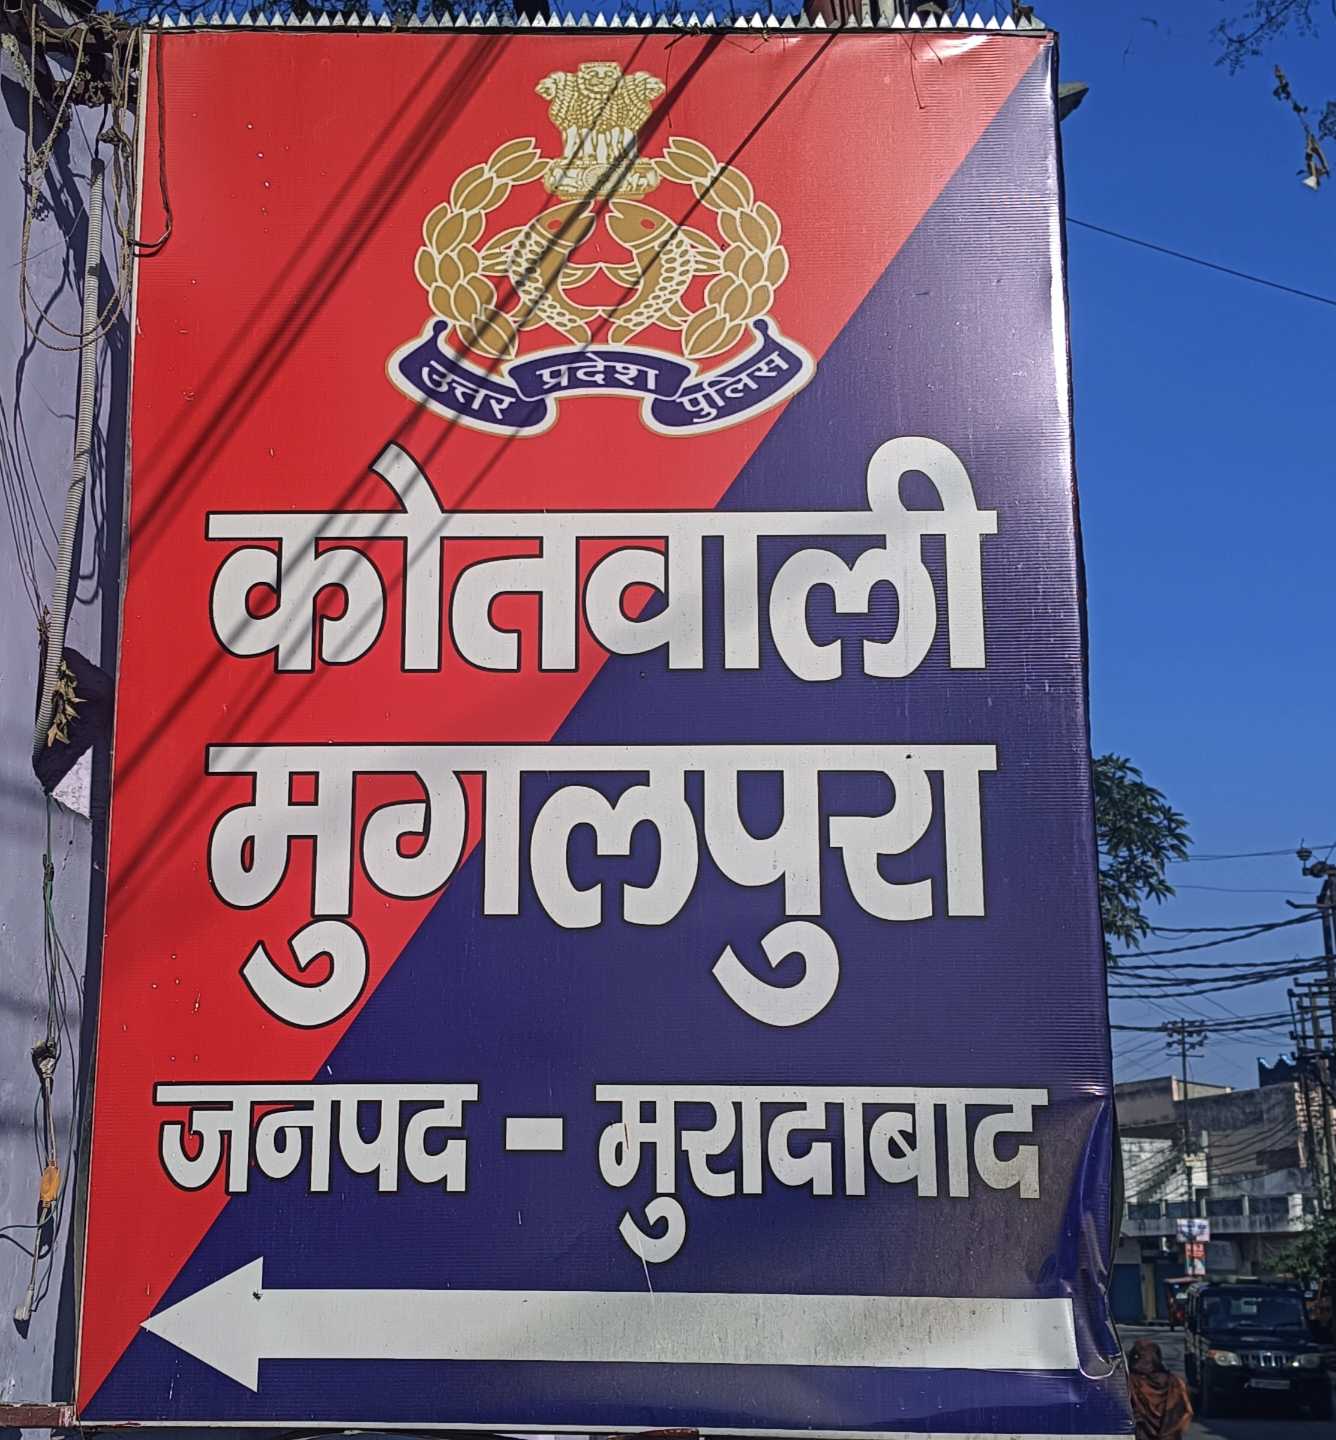 उत्तर प्रदेश पुलिस
कोतवाली
मुगलपुरा
जनपद - मुरादाबाद